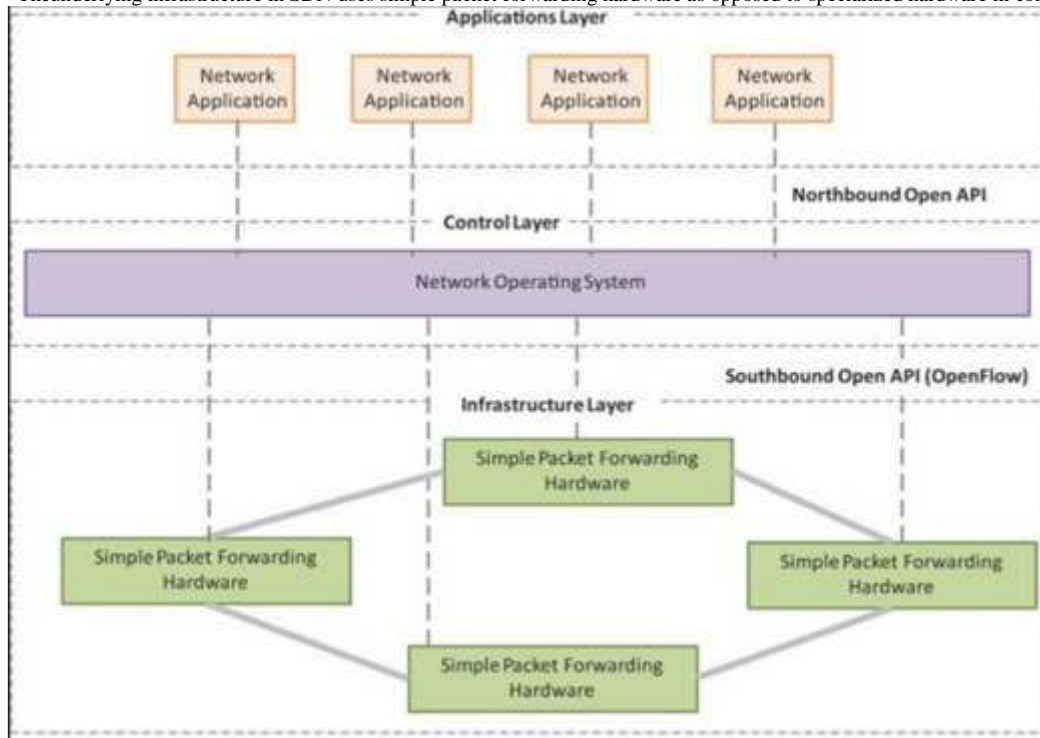 Applications Layer
Network
Application
Network
Application
Network
Application
Network
Application
Northbound Open API
Control Layer
Network Operating System
Southbound Open API (OpenFlow)
Infrastructure Layer
Simple Packet Forwarding
Hardware
Simple Packet Forwarding
Hardware
Simple Packet Forwarding
Hardware
Simple Packet Forwarding
Hardware